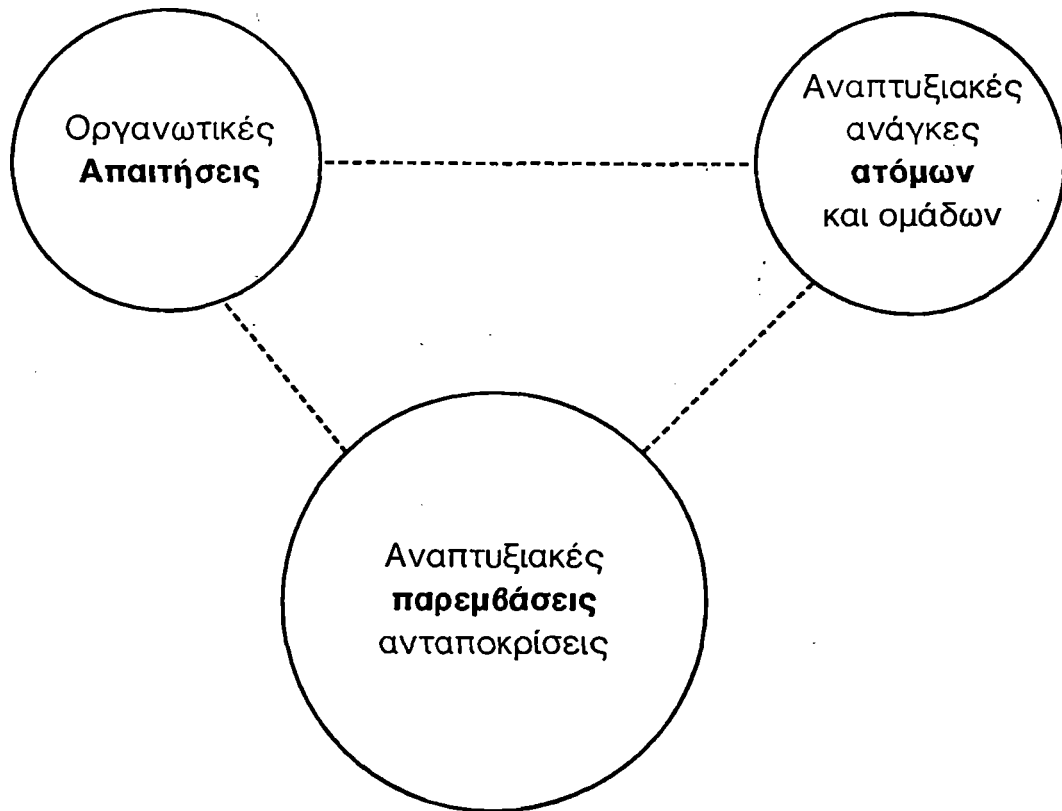 Οργανωτικές
Απαιτήσεις
Αναπτυξιακές
ανάγκες
ατόμων
και ομάδων
Αναπτυξιακές
παρεμβάσεις
ανταποκρίσεις